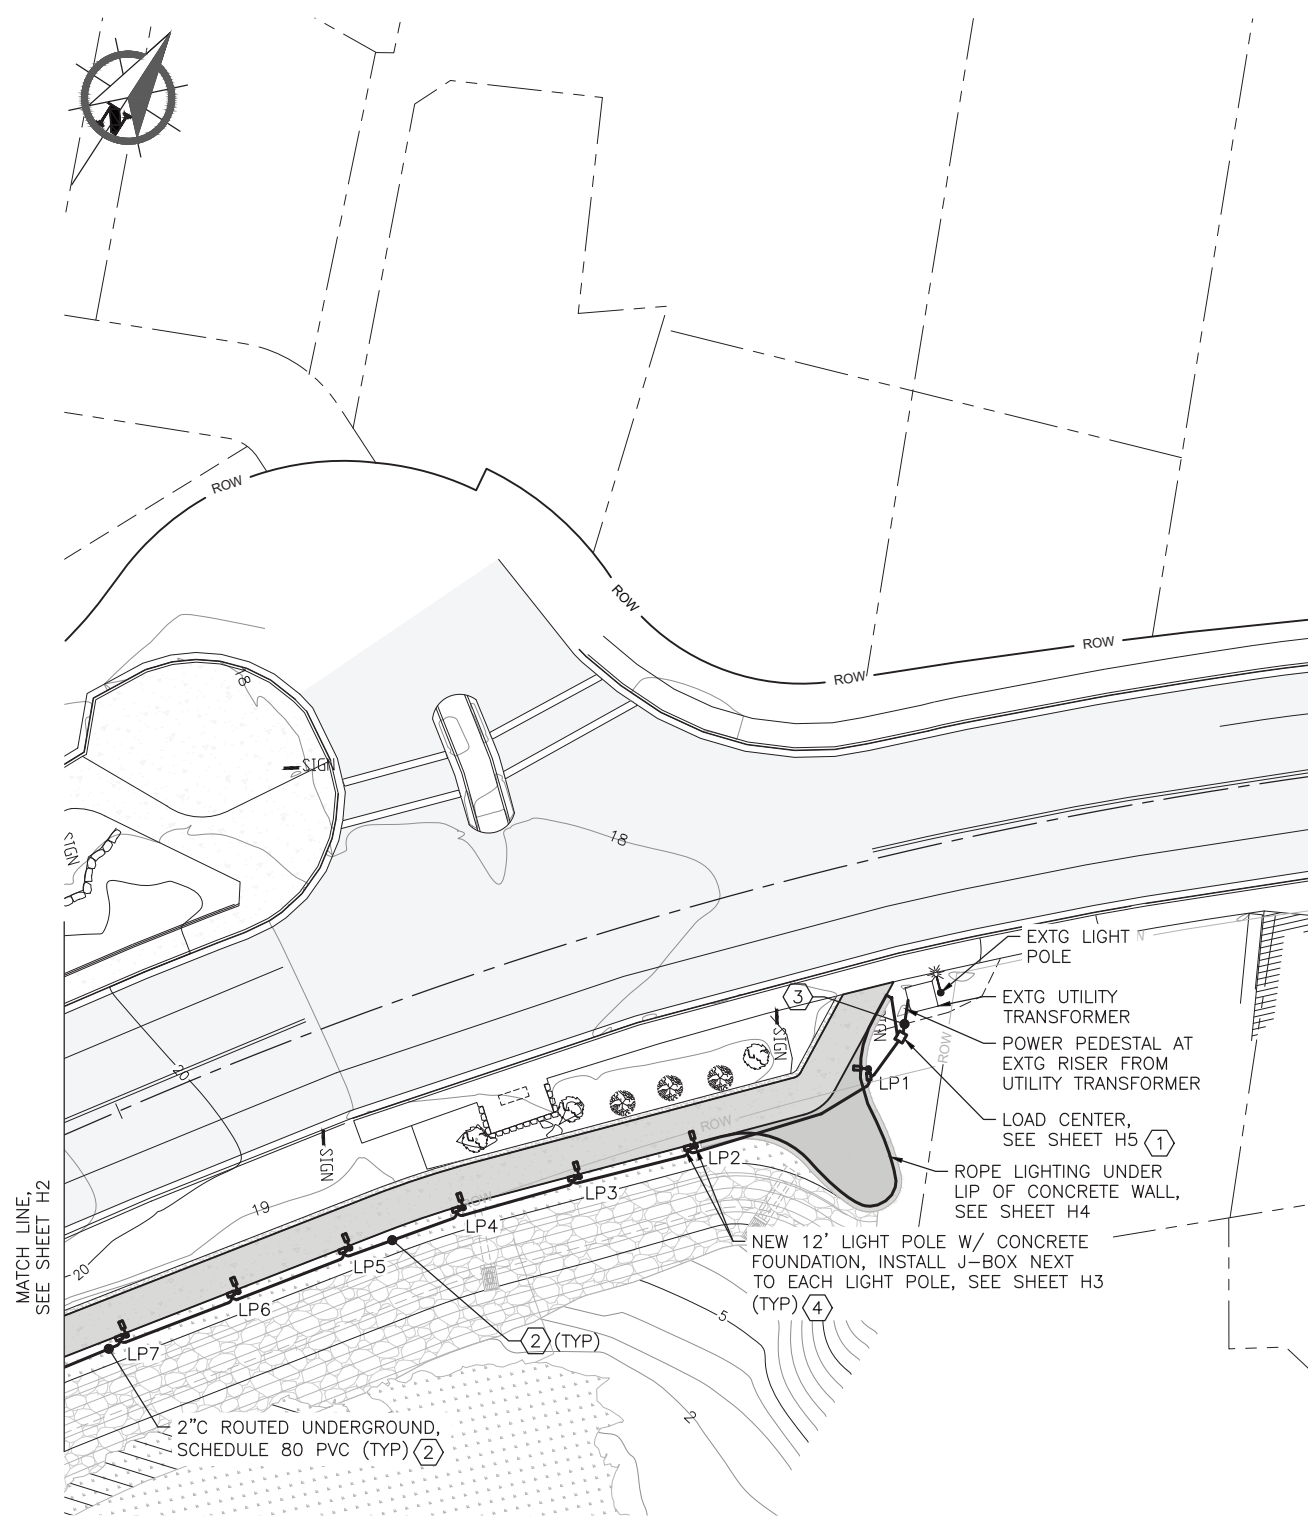 N
ROW
ROW
ROW
ROW
18
SIGN
SIGN
18
EXTG LIGHT
POLE
3
EXTG UTILITY
TRANSFORMER
SIGN
SIGN
ROW
POWER PEDESTAL AT
EXTG RISER FROM
UTILITY TRANSFORMER
20
LP1
LOAD CENTER,
SEE SHEET H5 1
ROW
SIGN
LP2
ROPE LIGHTING UNDER
LIP OF CONCRETE WALL,
SEE SHEET H4
LP3
ROW
19
LP4
MATCH LINE,
SEE SHEET H2
NEW 12' LIGHT POLE W/ CONCRETE
FOUNDATION, INSTALL J-BOX NEXT
TO EACH LIGHT POLE, SEE SHEET H3
(TYP) 4
20
LP5
LP6
5
2 (TYP)
LP7
2
2"C ROUTED UNDERGROUND,
SCHEDULE 80 PVC (TYP) 2